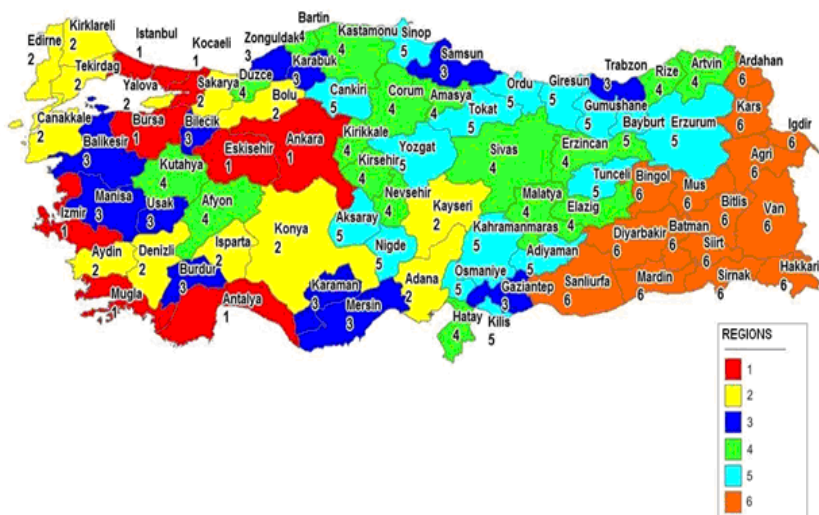 Bartin
4
Kastamonu
4
Sinop
5
Kirklareli
2
Edirne
2
Istanbul
1
Kocaeli
1
Zonguldak
3
Karabuk
3
Samsun
3
Trabzon
3
Rize
4
Artvin
4
Ardahan
6
Tekirdag
2
Yalova
2
Sakarya
2
Düzce
4
Bolu
2
Cankiri
5
Corum
4
Amasya
4
Ordu
5
Giresun
5
Gumushane
5
Bayburt
5
Erzurum
5
Kars
6
Igdir
6
Canakkale
2
Bursa
1
Bilecik
3
Tokat
5
Balikesir
3
Eskisehir
1
Ankara
1
Kirikkale
4
Yozgat
5
Sivas
4
Erzincan
4
Agri
6
Kutahya
4
Kirsehir
4
Tunceli
5
Bingol
6
Mus
6
Izmir
1
Manisa
3
Usak
3
Afyon
4
Nevsehir
4
Kayseri
2
Malatya
4
Elazig
4
Bitlis
6
Van
6
Konya
2
Aksaray
5
Kahramanmaras
5
Diyarbakir
6
Batman
6
Siirt
6
Aydin
2
Denizli
2
Isparta
2
Nigde
5
Adiyaman
5
Hakkari
6
Burdur
3
Karaman
3
Adana
2
Osmaniye
5
Gaziantep
3
Sanliurfa
6
Mardin
6
Sirnak
6
Mugla
1
Antalya
1
Mersin
3
Hatay
4
Kilis
5
REGIONS
1
2
3
4
5
6